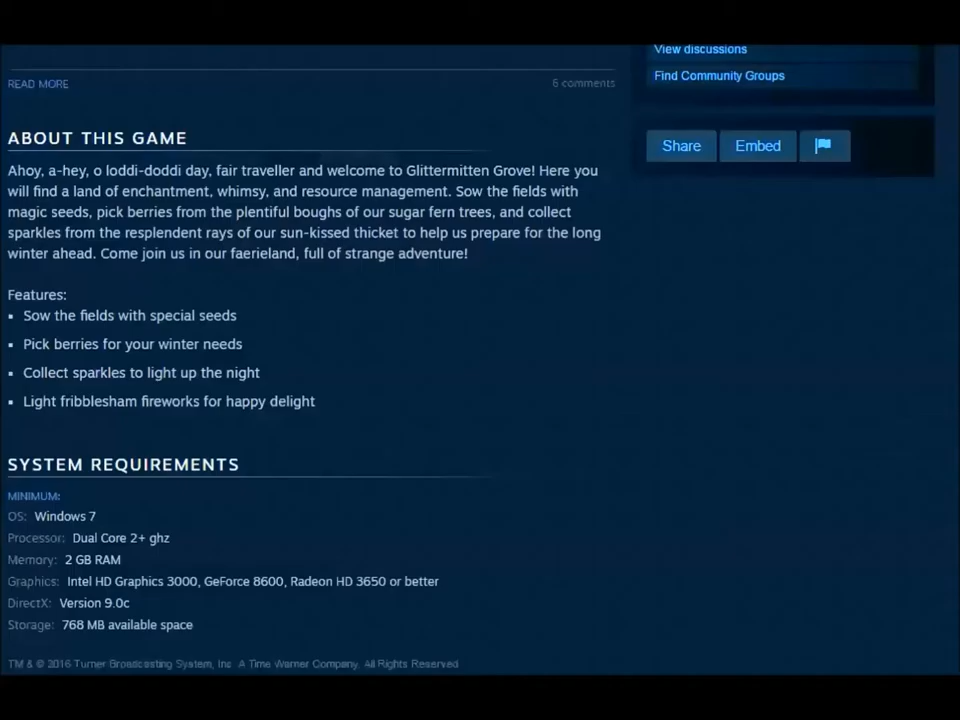 View discussions
Find Community Groups
READ MORE
6 comments
Share
Embed
ABOUT THIS GAME
Ahoy, a-hey, o loddi-doddi day, fair traveller and welcome to Glittermitten Grove! Here you
will find a land of enchantment, whimsy, and resource management. Sow the fields with
magic seeds, pick berries from the plentiful boughs of our sugar fern trees, and collect
sparkles from the resplendent rays of our sun-kissed thicket to help us prepare for the long
winter ahead. Come join us in our faerieland, full of strange adventure!
Features:
Sow the fields with special seeds
Pick berries for your winter needs
Collect sparkles to light up the night
Light fribblesham fireworks for happy delight
SYSTEM REQUIREMENTS
MINIMUM:
OS: Windows 7
Processor: Dual Core 2+ ghz
Memory: 2 GB RAM
Graphics: Intel HD Graphics 3000, GeForce 8600, Radeon HD 3650 or better
DirectX: Version 9.0c
Storage: 768 MB available space
TM & © 2016 Turner Broadcasting System, Inc. A Time Warner Company. All Rights Reserved